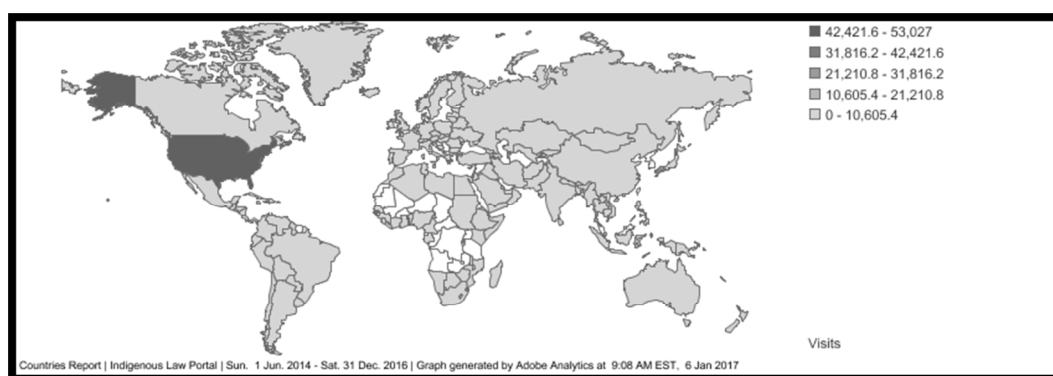 42,421.6 - 53,027
31,816.2 - 42,421.6
21,210.8 - 31,816.2
10,605.4 - 21,210.8
0 - 10,605.4
Visits
Countries Report | Indigenous Law Portal | Sun. 1 Jun. 2014 - Sat. 31 Dec. 2016 | Graph generated by Adobe Analytics at 9:08 AM EST, 6 Jan 2017